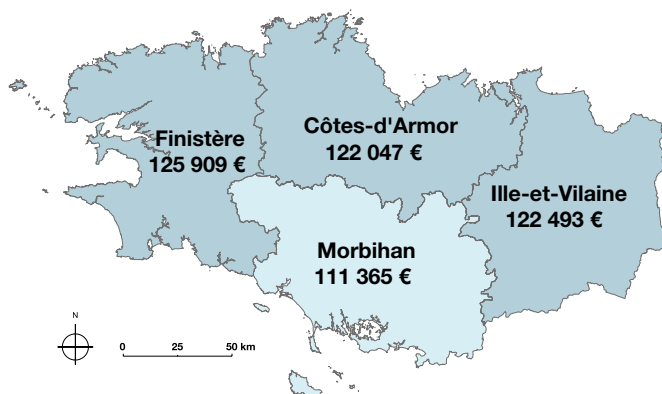 Finistère
125 909 €
Côtes-d'Armor
122 047 €
Ille-et-Vilaine
122 493 €
Morbihan
111 365 €
N
0 25 50 km